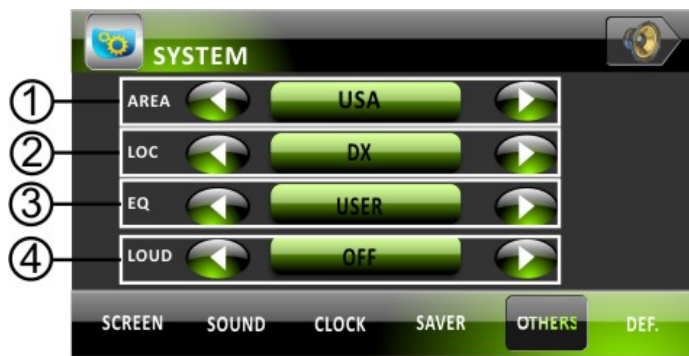 SYSTEM
① AREA USA
② LOC DX
③ EQ USER
④ LOUD OFF
SCREEN SOUND CLOCK SAVER OTHERS DEF.